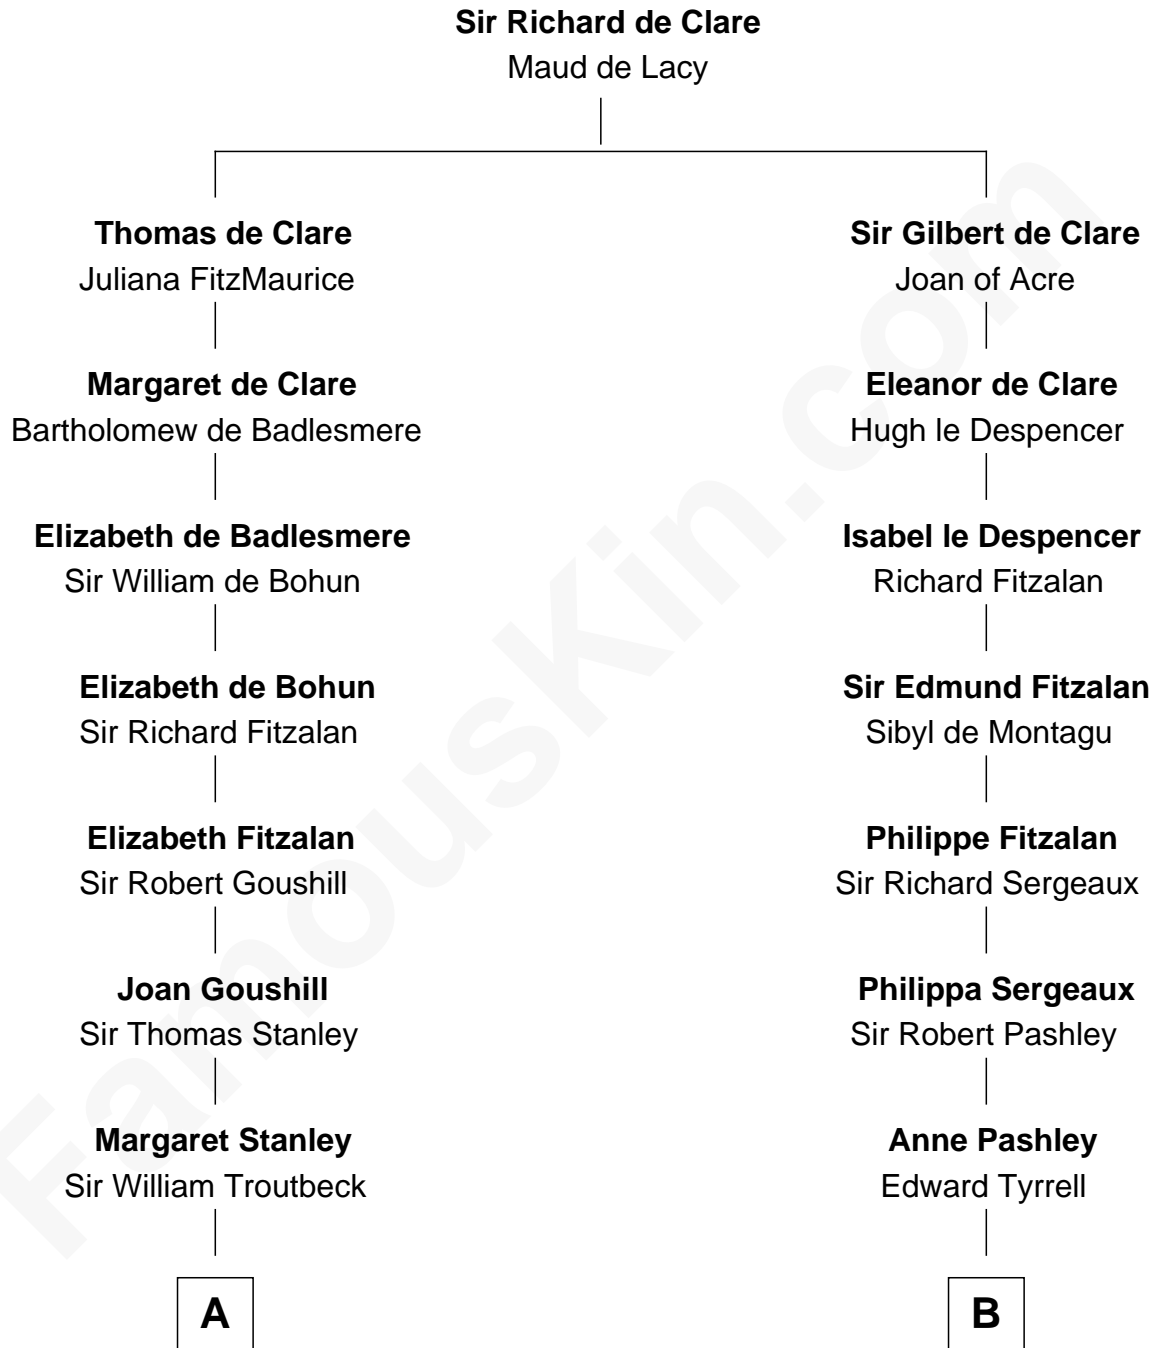 Sir Richard de Clare
Maud de Lacy
Thomas de Clare
Juliana FitzMaurice
Sir Gilbert de Clare
Joan of Acre
Margaret de Clare
Bartholomew de Badlesmere
Eleanor de Clare
Hugh le Despencer
Elizabeth de Badlesmere
Sir William de Bohun
Isabel le Despencer
Richard Fitzalan
Elizabeth de Bohun
Sir Richard Fitzalan
Sir Edmund Fitzalan
Sibyl de Montagu
Elizabeth Fitzalan
Sir Robert Goushill
Philippe Fitzalan
Sir Richard Sergeaux
Joan Goushill
Sir Thomas Stanley
Philippa Sergeaux
Sir Robert Pashley
Margaret Stanley
Sir William Troutbeck
Anne Pashley
Edward Tyrrell
A
B
FamousKin.com